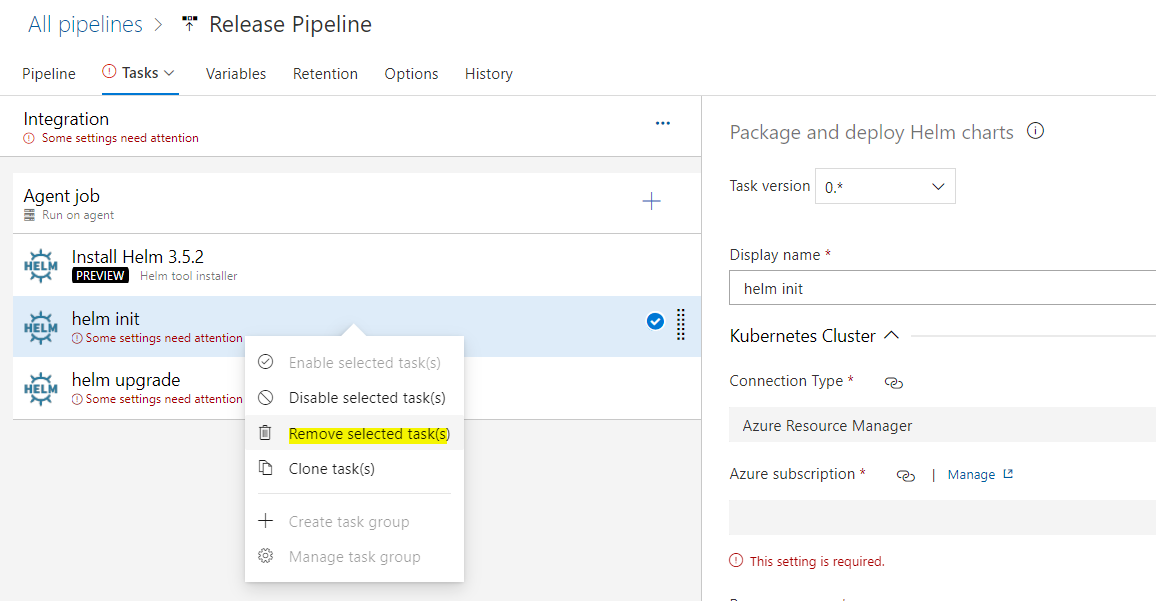 All pipelines > Release Pipeline
Pipeline
Tasks
Variables
Retention
Options
History
Integration
Some settings need attention
...
Agent job
Run on agent
HELM
Install Helm 3.5.2
PREVIEW Helm tool installer
HELM
helm init
Some settings need attention
HELM
helm upgrade
Some settings need attention
Enable selected task(s)
Disable selected task(s)
Remove selected task(s)
Clone task(s)
Create task group
Manage task group
Package and deploy Helm charts
Task version 0.*
Display name *
helm init
Kubernetes Cluster
Connection Type *
Azure Resource Manager
Azure subscription * | Manage
This setting is required.